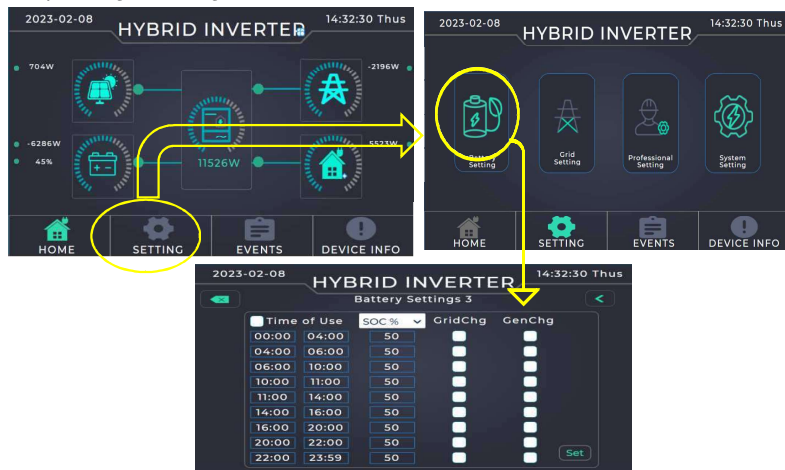 2023-02-08
HYBRID INVERTER
14:32:30 Thus
704W
-2196W
-6286W
45%
11526W
5523W
HOME
SETTING
EVENTS
DEVICE INFO
2023-02-08
HYBRID INVERTER
14:32:30 Thus
Battery
Setting
Grid
Setting
Professional
Setting
System
Setting
HOME
SETTING
EVENTS
DEVICE INFO
2023-02-08
HYBRID INVERTER
14:32:30 Thus
Battery Settings 3
Time of Use SOC % GridChg GenChg
00:00 04:00 50
04:00 06:00 50
06:00 10:00 50
10:00 11:00 50
11:00 14:00 50
14:00 16:00 50
16:00 20:00 50
20:00 22:00 50
22:00 23:59 50
Set